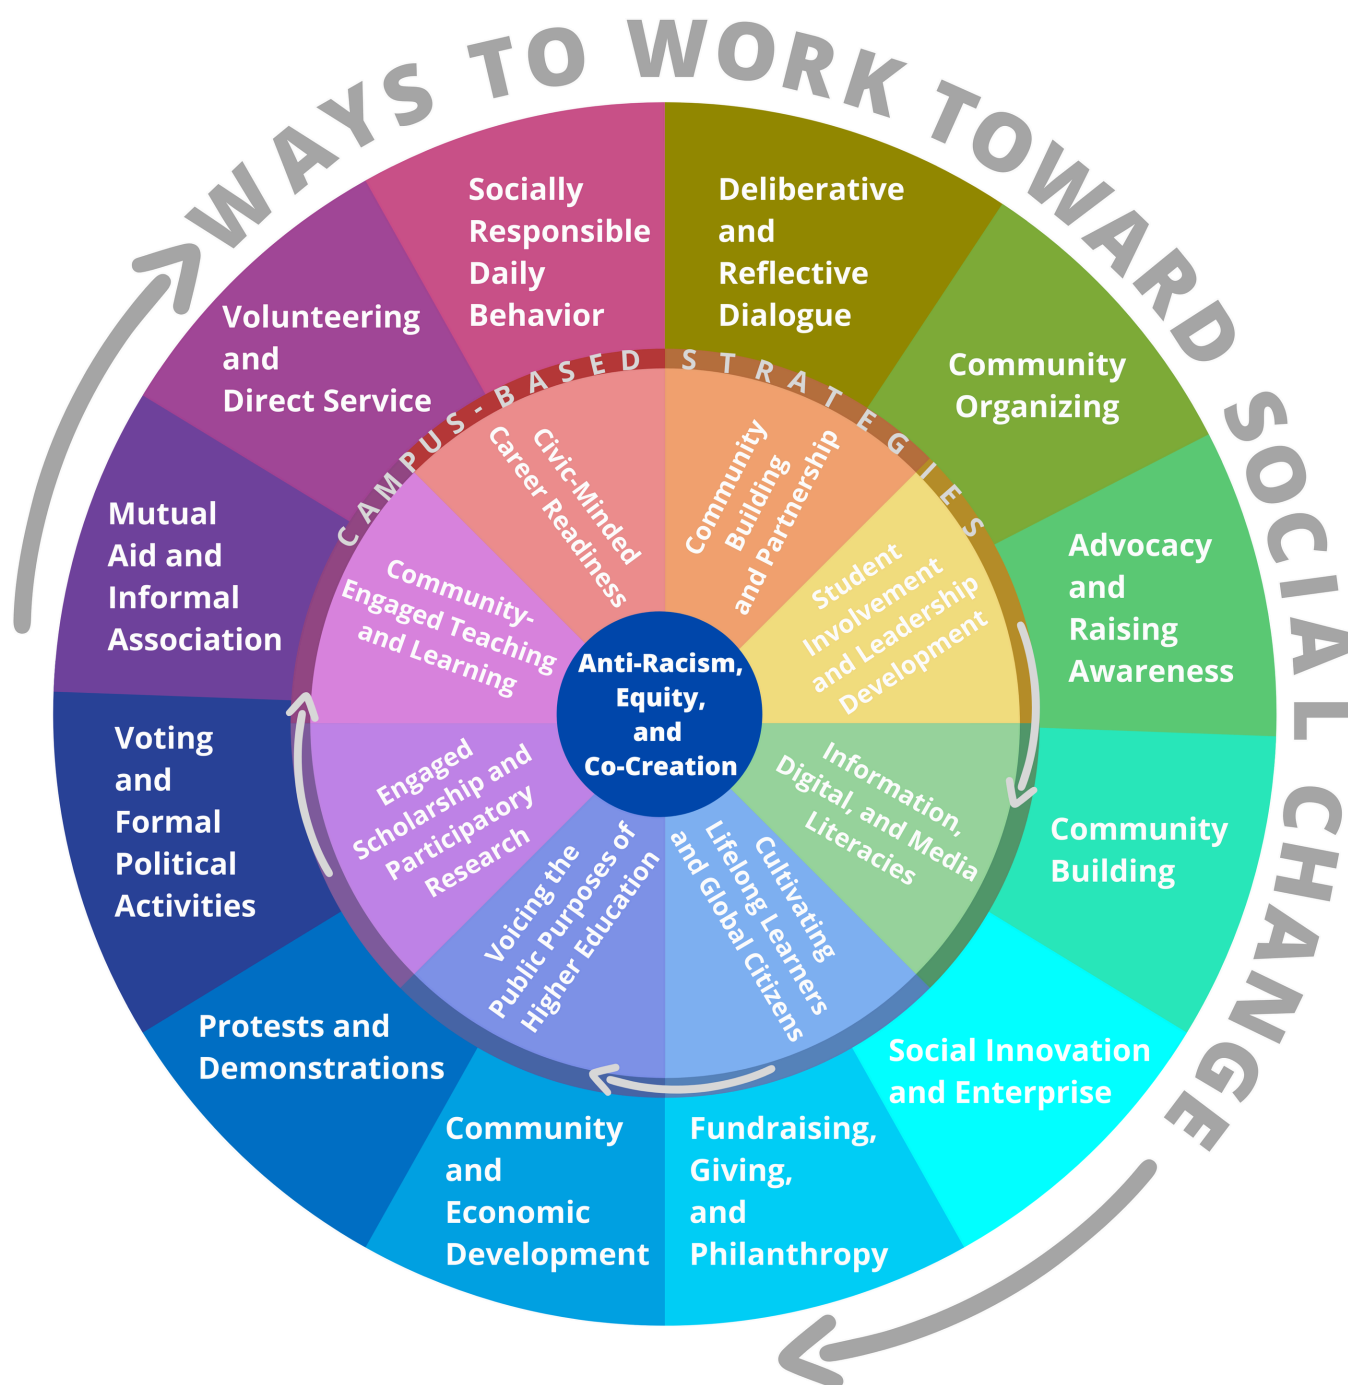 WAYS TO WORK TOWARD SOCIAL CHANGE
Socially
Responsible
Daily
Behavior
Deliberative
and
Reflective
Dialogue
Community
Organizing
Advocacy
and
Raising
Awareness
Community
Building
Social Innovation
and Enterprise
Fundraising,
Giving,
and
Philanthropy
Community
and
Economic
Development
Protests and
Demonstrations
Voting
and
Formal
Political
Activities
Mutual
Aid and
Informal
Association
Volunteering
and
Direct Service
CAMPUS-BASED STRATEGIES
Civic-Minded
Career Readiness
Community
Building
and Partnership
Student
Involvement
and Leadership
Development
Information,
Digital, and Media
Literacies
Cultivating
Lifelong Learners
and Global Citizens
Voicing the
Public Purposes of
Higher Education
Engaged
Scholarship and
Participatory
Research
Community-
Engaged Teaching
and Learning
Anti-Racism,
Equity,
and
Co-Creation